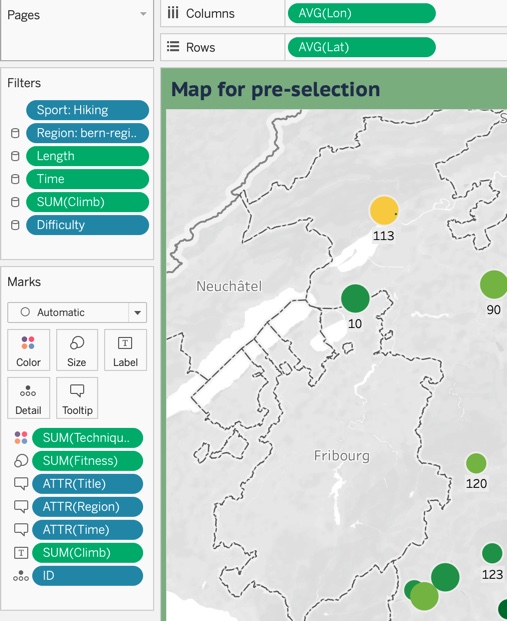 Pages
Columns
AVG(Lon)
Rows
AVG(Lat)
Filters
Sport: Hiking
Region: bern-regi..
Length
Time
SUM(Climb)
Difficulty
Marks
Automatic
Color
Size
Label
Detail
Tooltip
SUM(Techniqu..
SUM(Fitness)
ATTR(Title)
ATTR(Region)
ATTR(Time)
SUM(Climb)
ID
Map for pre-selection
113
Neuchâtel
90
10
Fribourg
120
123